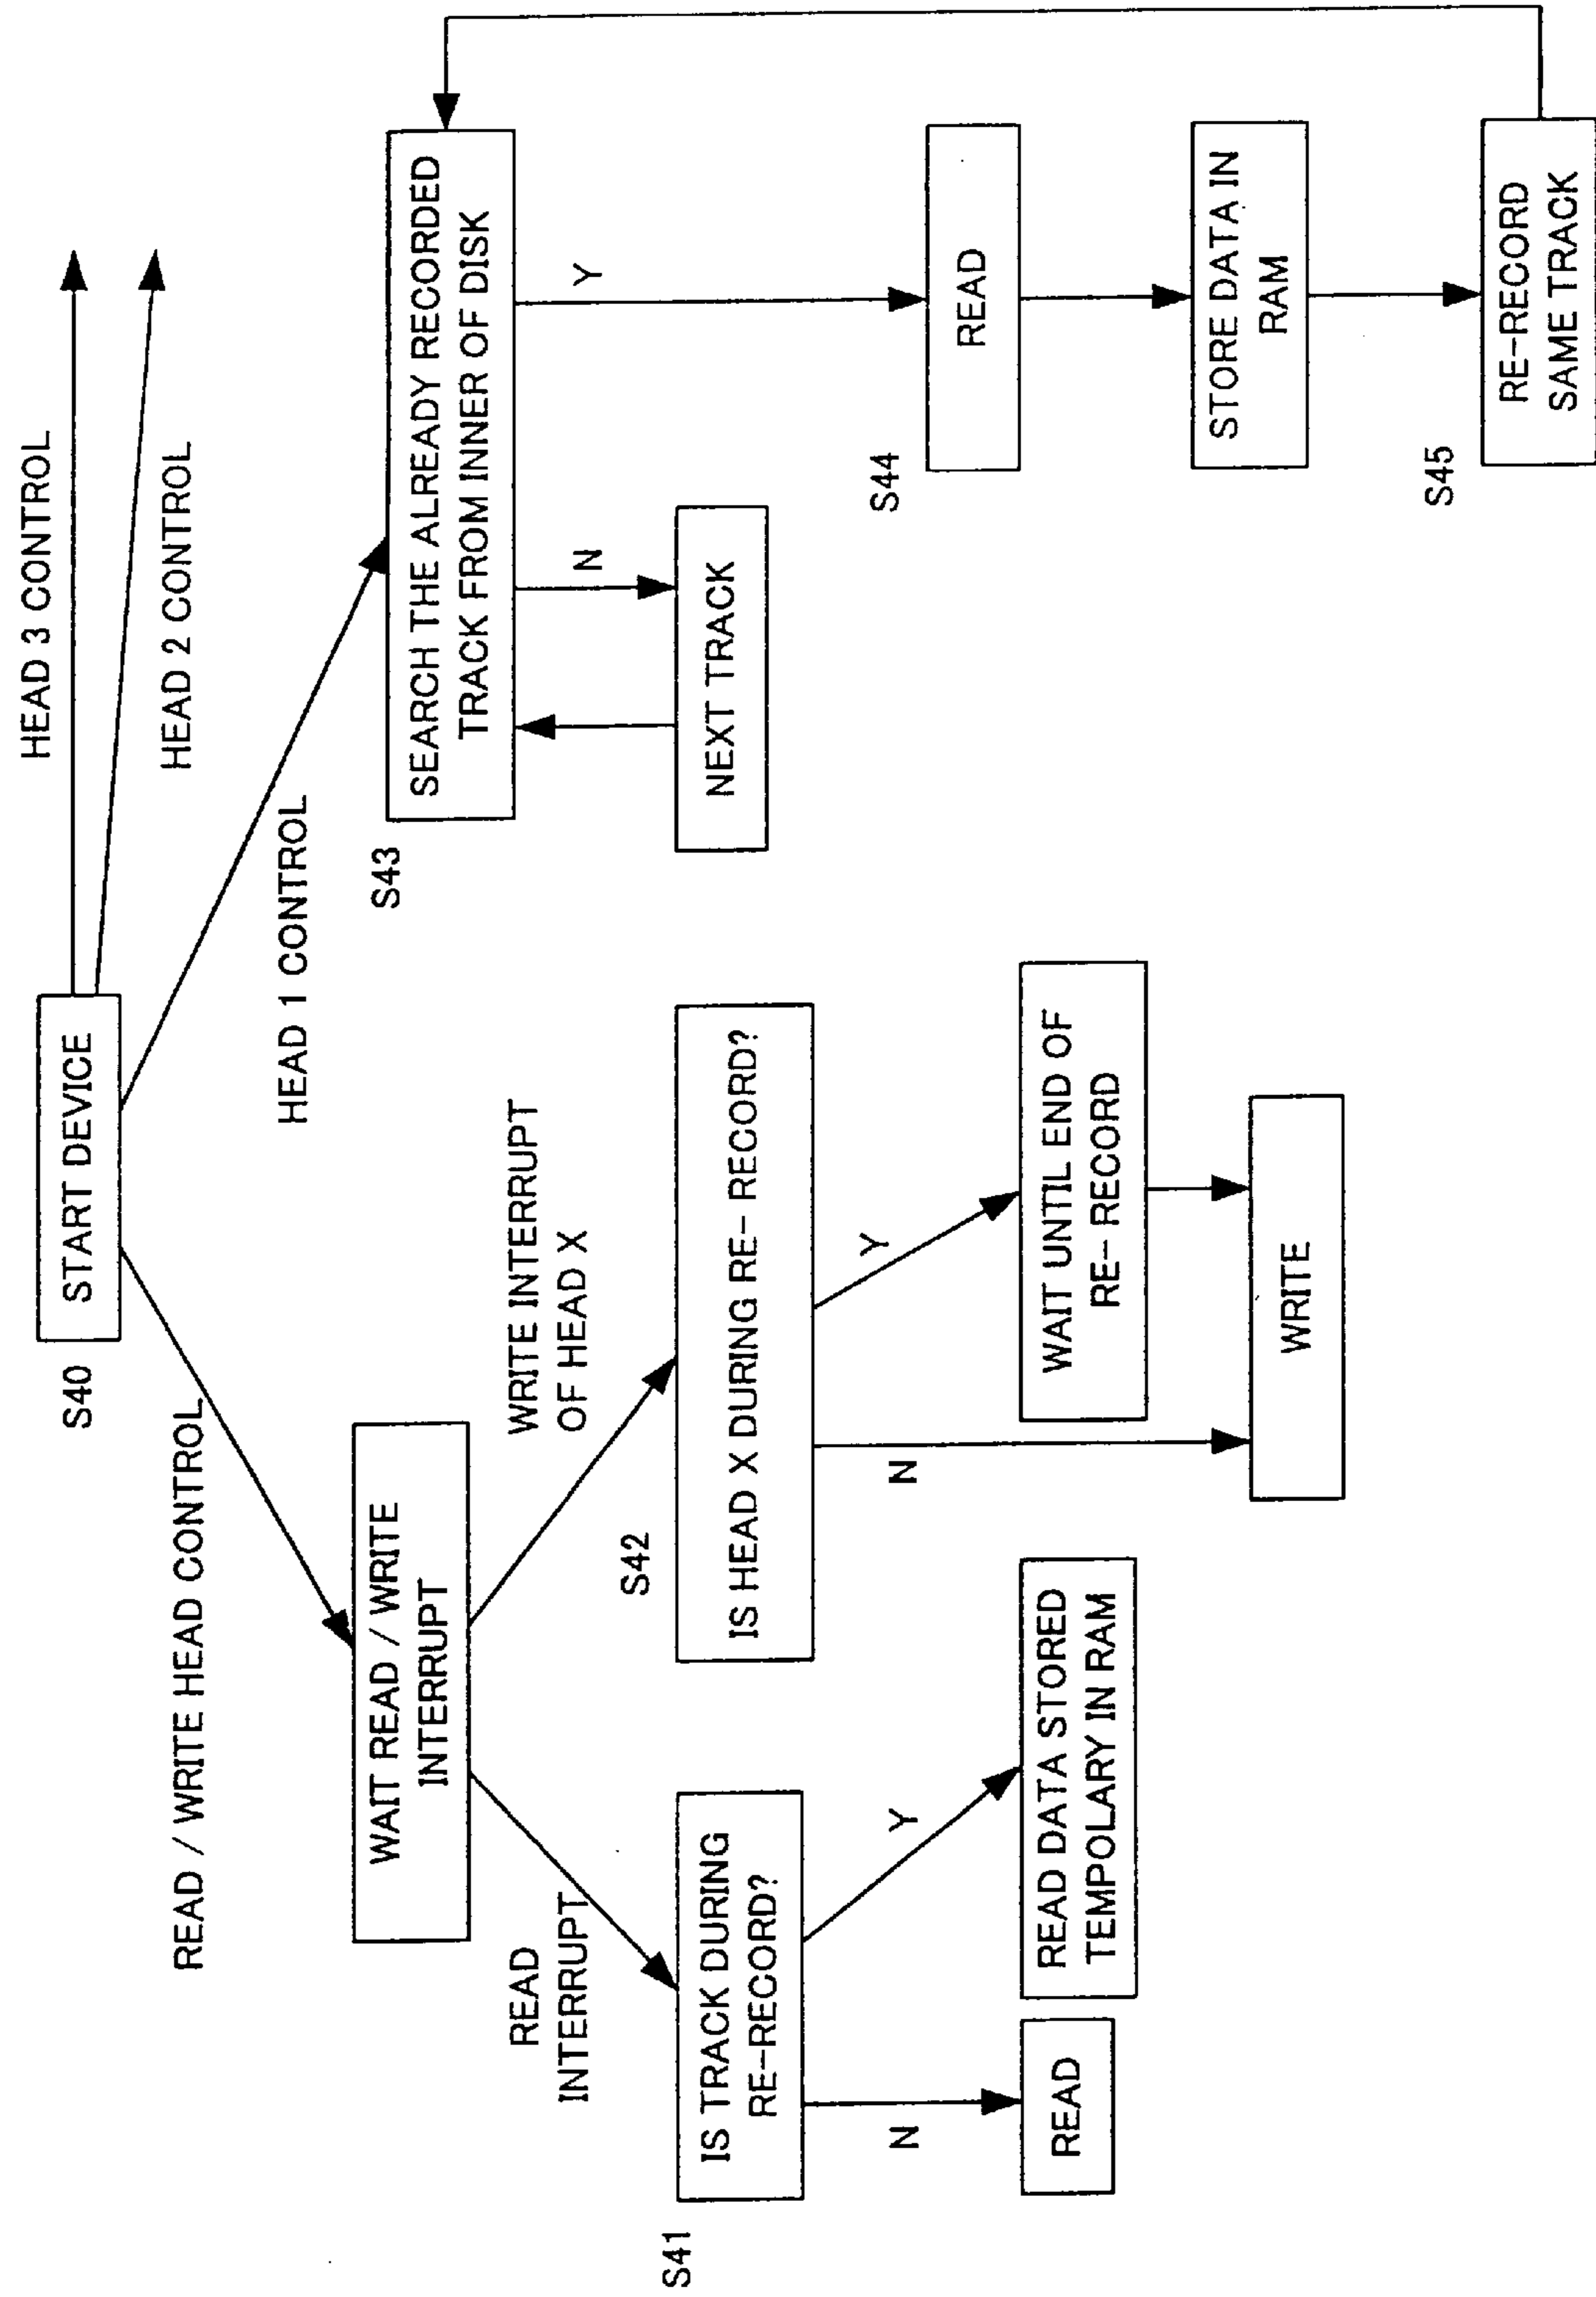 S40
START DEVICE
HEAD 3 CONTROL
HEAD 2 CONTROL
HEAD 1 CONTROL
READ / WRITE HEAD CONTROL
WAIT READ / WRITE
INTERRUPT
READ
INTERRUPT
WRITE INTERRUPT
OF HEAD X
S41
IS TRACK DURING
RE-RECORD?
N
Y
READ
READ DATA STORED
TEMPOLARY IN RAM
S42
IS HEAD X DURING RE- RECORD?
N
Y
WAIT UNTIL END OF
RE- RECORD
WRITE
S43
SEARCH THE ALREADY RECORDED
TRACK FROM INNER OF DISK
N
Y
NEXT TRACK
S44
READ
STORE DATA IN
RAM
S45
RE-RECORD
SAME TRACK